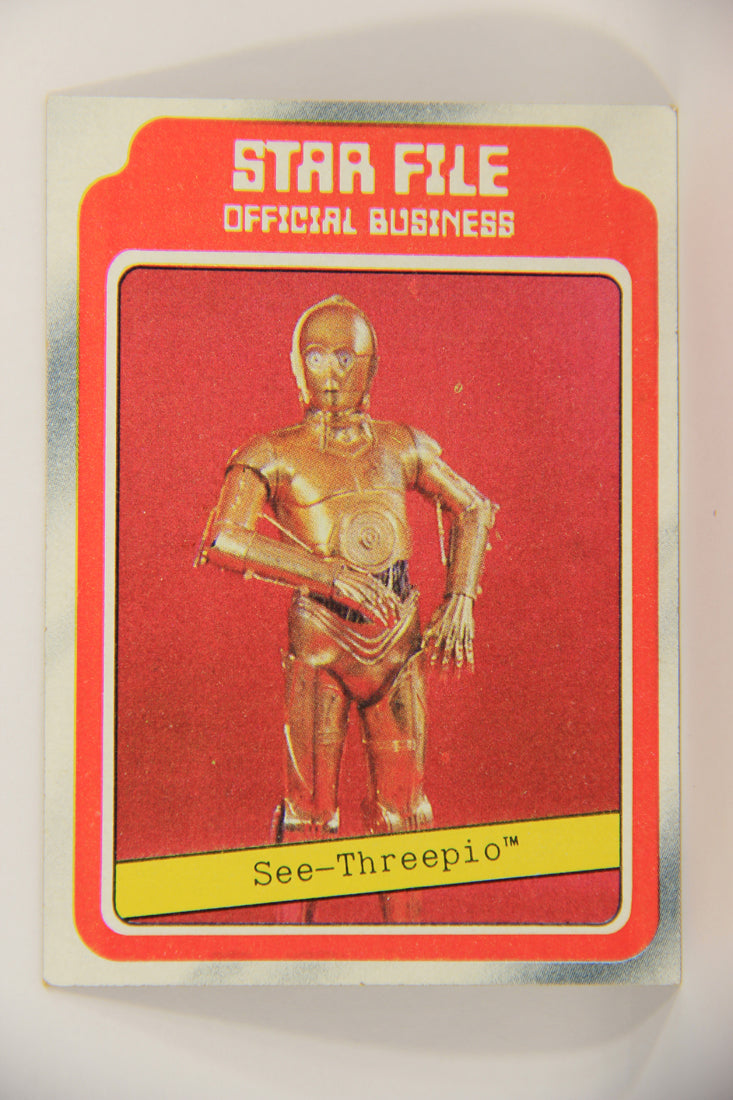 STAR FILE
OFFICIAL BUSINESS
See-Threepio™